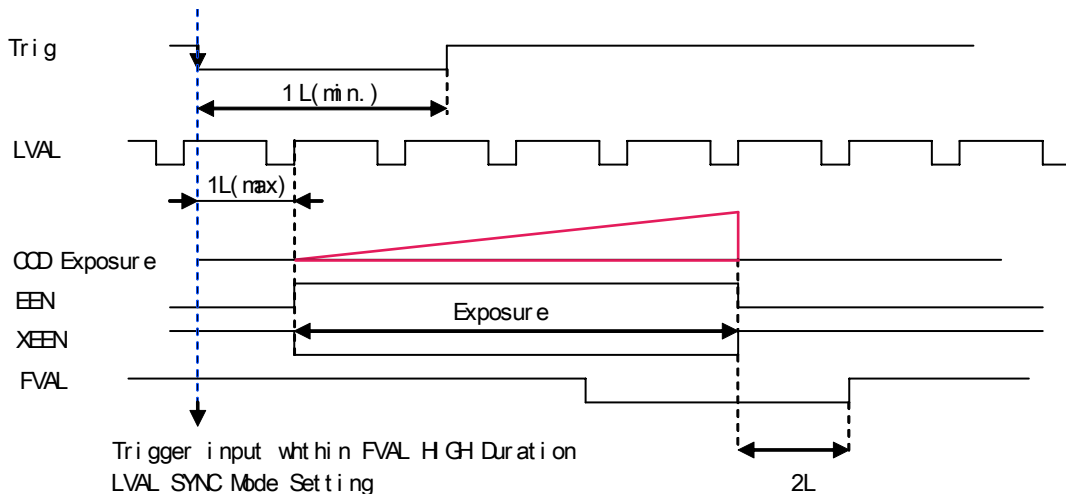 Trig
1L(min.)
LVAL
1L(max)
CCD Exposure
EEN
Exposure
XEEN
FVAL
Trigger input whthin FVAL HIGH Duration
LVAL SYNC Mode Setting
2L